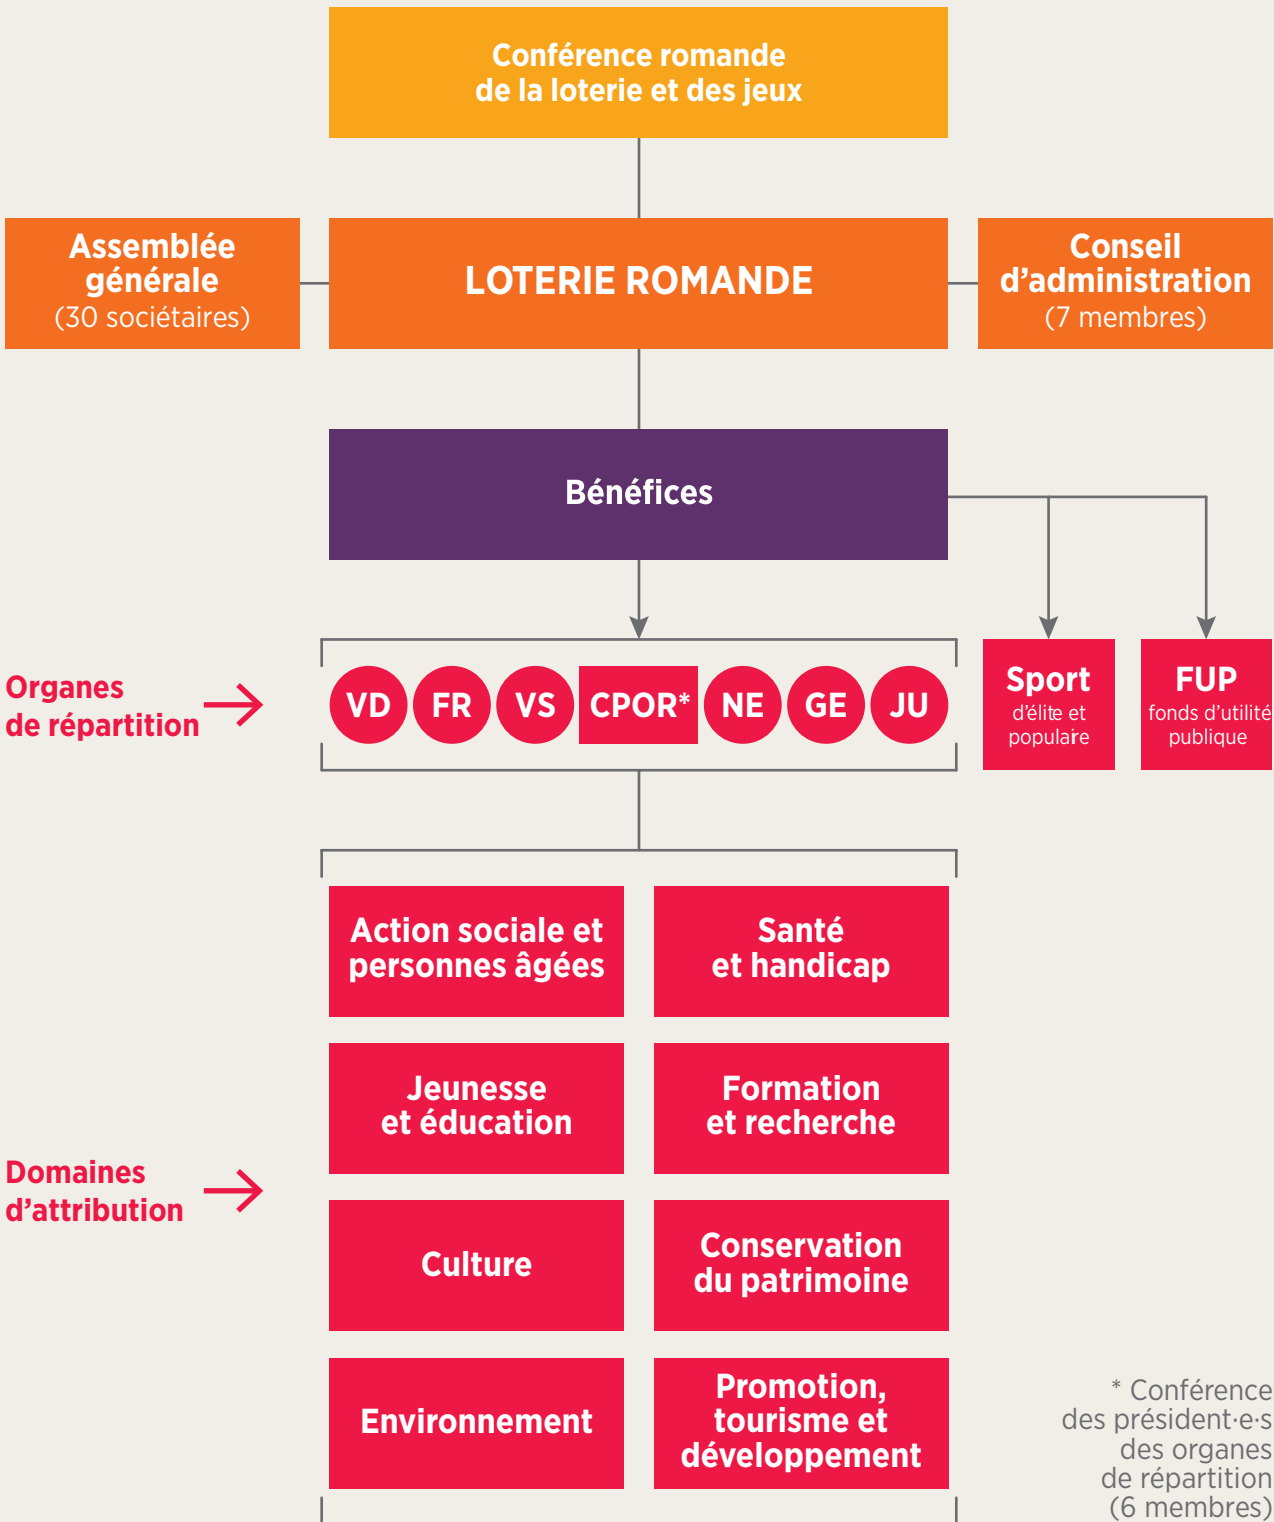 Conférence romande
de la loterie et des jeux
Assemblée
générale
(30 sociétaires)
LOTERIE ROMANDE
Conseil
d’administration
(7 membres)
Bénéfices
Organes
de répartition
VD
FR
VS
CPOR*
NE
GE
JU
Sport
d’élite et
populaire
FUP
fonds d’utilité
publique
Action sociale et
personnes âgées
Santé
et handicap
Jeunesse
et éducation
Formation
et recherche
Domaines
d’attribution
Culture
Conservation
du patrimoine
Environnement
Promotion,
tourisme et
développement
* Conférence
des président·e·s
des organes
de répartition
(6 membres)